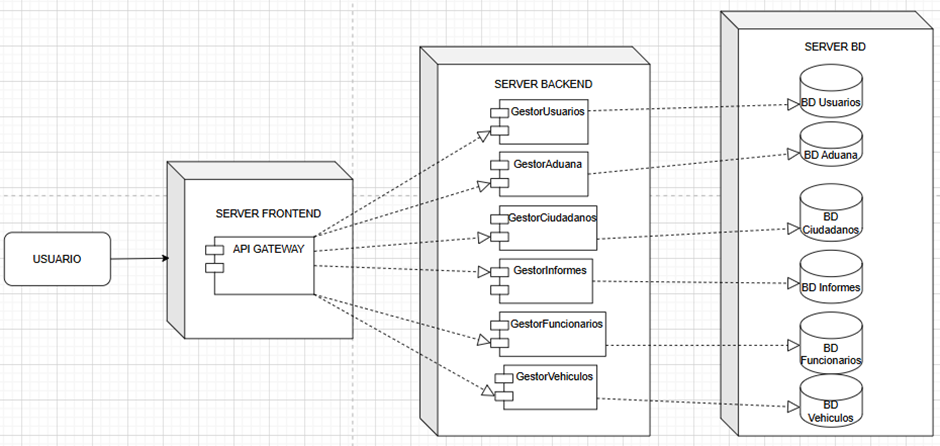 USUARIO
SERVER FRONTEND
API GATEWAY
SERVER BACKEND
GestorUsuarios
GestorAduana
GestorCiudadanos
GestorInformes
GestorFuncionarios
GestorVehiculos
SERVER BD
BD Usuarios
BD Aduana
BD
Ciudadanos
BD Informes
BD
Funcionarios
BD
Vehiculos